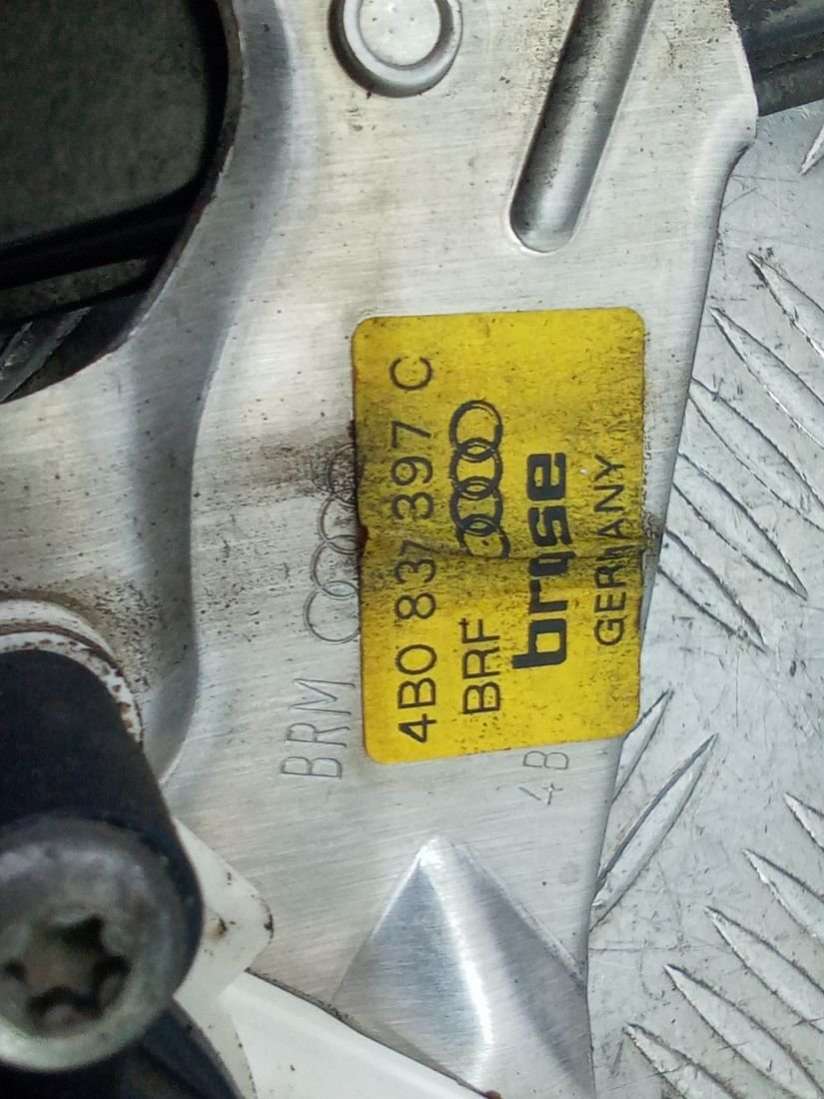 4B0 837 397 C
BRF
brose
GERMANY
BRM
4B